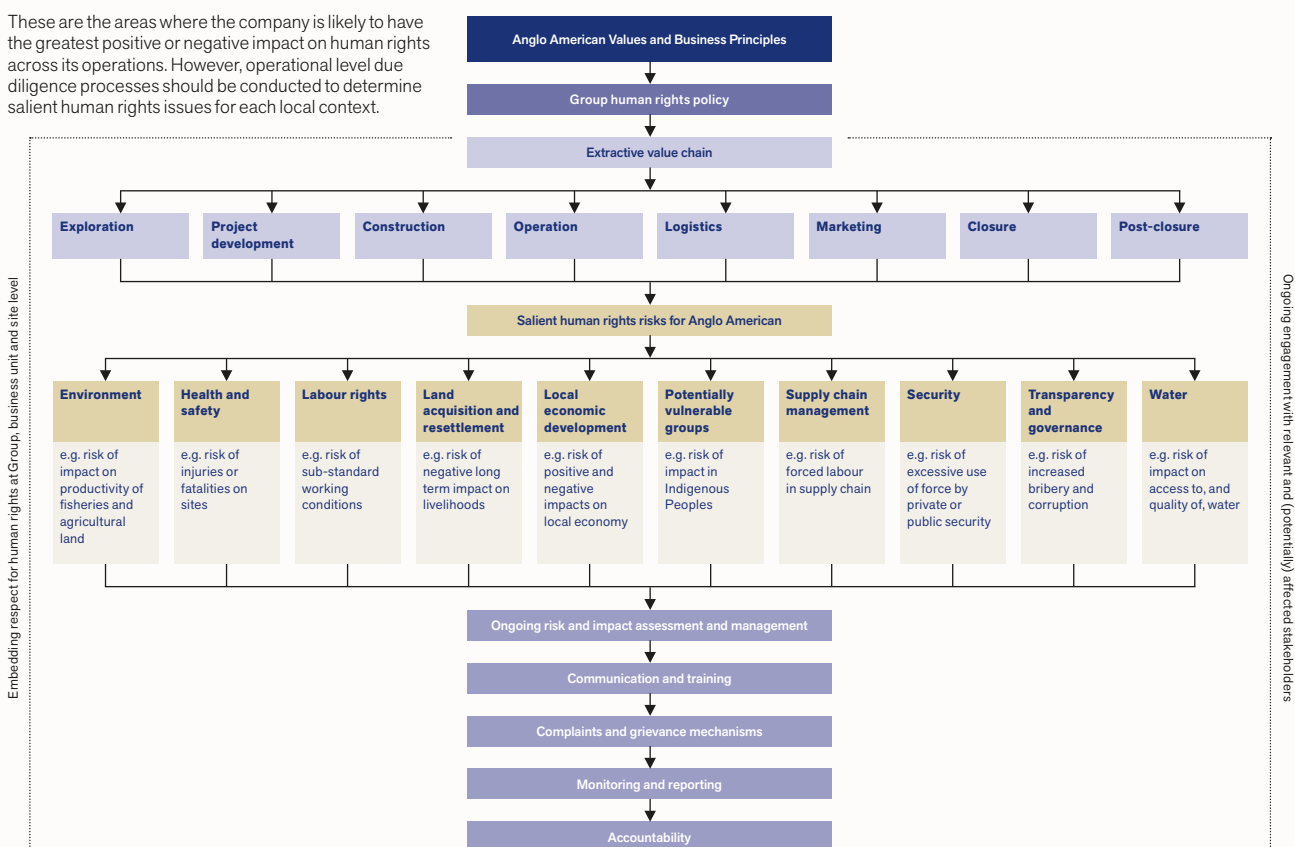 These are the areas where the company is likely to have
the greatest positive or negative impact on human rights
across its operations. However, operational level due
diligence processes should be conducted to determine
salient human rights issues for each local context.
Anglo American Values and Business Principles
Group human rights policy
Extractive value chain
Exploration
Project
development
Construction
Operation
Logistics
Marketing
Closure
Post-closure
Salient human rights risks for Anglo American
Environment
e.g. risk of
impact on
productivity of
fisheries and
agricultural
land
Health and
safety
e.g. risk of
injuries or
fatalities on
sites
Labour rights
e.g. risk of
sub-standard
working
conditions
Land
acquisition and
resettlement
e.g. risk of
negative long
term impact on
livelihoods
Local
economic
development
e.g. risk of
positive and
negative
impacts on
local economy
Potentially
vulnerable
groups
e.g. risk of
impact in
Indigenous
Peoples
Supply chain
management
e.g. risk of
forced labour
in supply chain
Security
e.g. risk of
excessive use
of force by
private or
public security
Transparency
and
governance
e.g. risk of
increased
bribery and
corruption
Water
e.g. risk of
impact on
access to, and
quality of, water
Ongoing risk and impact assessment and management
Communication and training
Complaints and grievance mechanisms
Monitoring and reporting
Accountability
Embedding respect for human rights at Group, business unit and site level
Ongoing engagement with relevant and (potentially) affected stakeholders